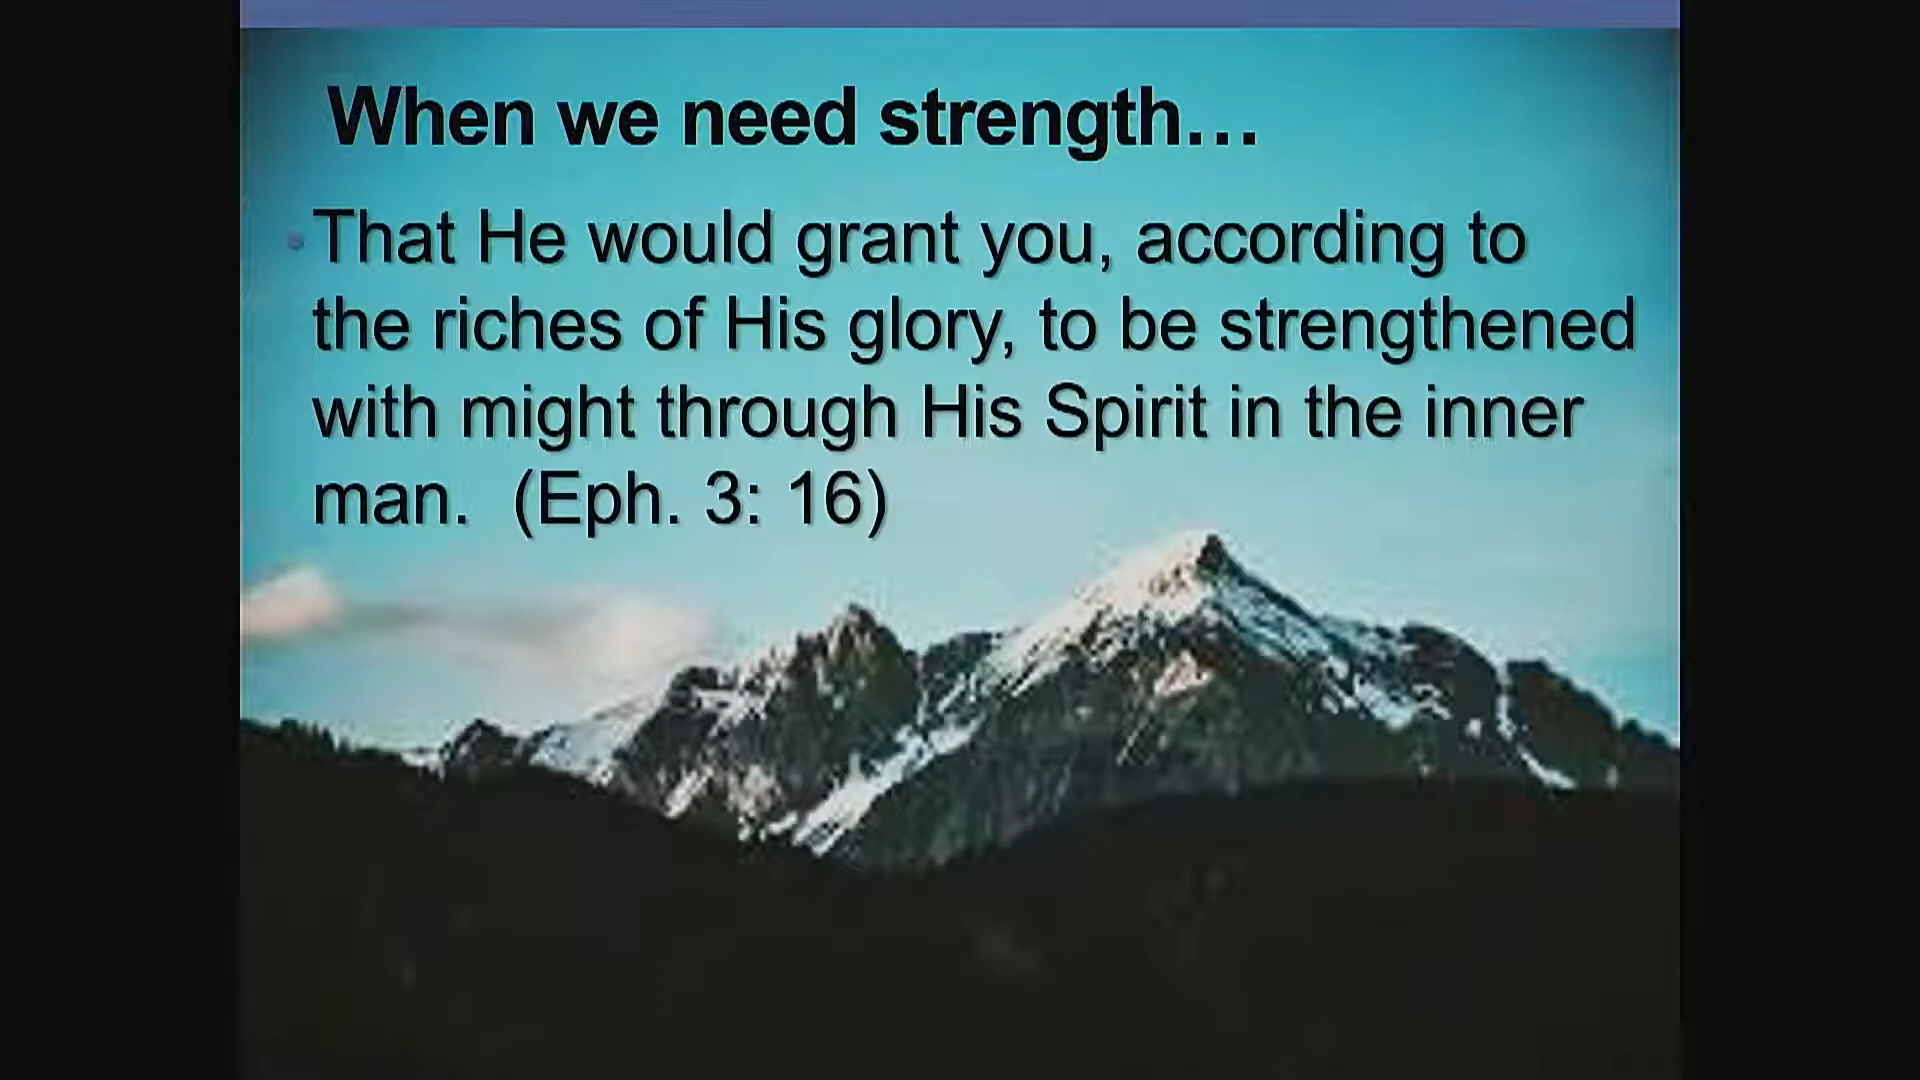 When we need strength…
• That He would grant you, according to
the riches of His glory, to be strengthened
with might through His Spirit in the inner
man.  (Eph. 3: 16)